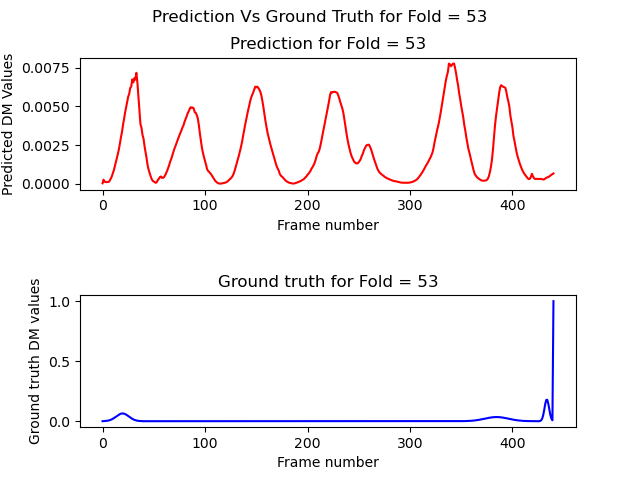 Prediction Vs Ground Truth for Fold = 53
Prediction for Fold = 53
Predicted DM Values
0.0075
0.0050
0.0025
0.0000
0 100 200 300 400
Frame number
Ground truth for Fold = 53
Ground truth DM values
1.0
0.5
0.0
0 100 200 300 400
Frame number